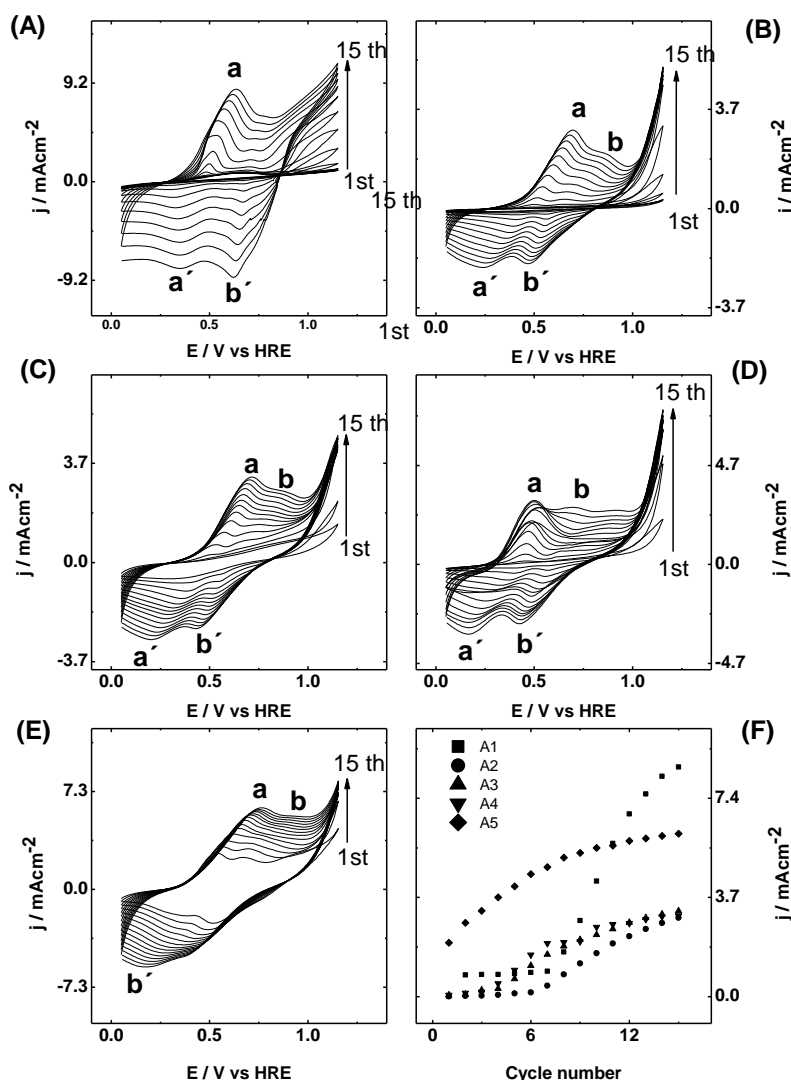 (A)
15 th
a
9.2
0.0
-9.2
j / mAcm-2
1st
a´
b´
0.0
0.5
1.0
E / V vs HRE
(B)
15 th
a
b
3.7
0.0
-3.7
j / mAcm-2
1st
15 th
a´
b´
0.0
0.5
1.0
1st
E / V vs HRE
(C)
15 th
a
b
3.7
0.0
-3.7
j / mAcm-2
1st
a´
b´
0.0
0.5
1.0
E / V vs HRE
(D)
15 th
a
b
4.7
0.0
-4.7
j / mAcm-2
1st
a´
b´
0.0
0.5
1.0
E / V vs HRE
(E)
15 th
a
b
7.3
0.0
-7.3
j / mAcm-2
1st
b´
0.0
0.5
1.0
E / V vs HRE
(F)
A1
A2
A3
A4
A5
7.4
3.7
0.0
j / mAcm-2
0
6
12
Cycle number